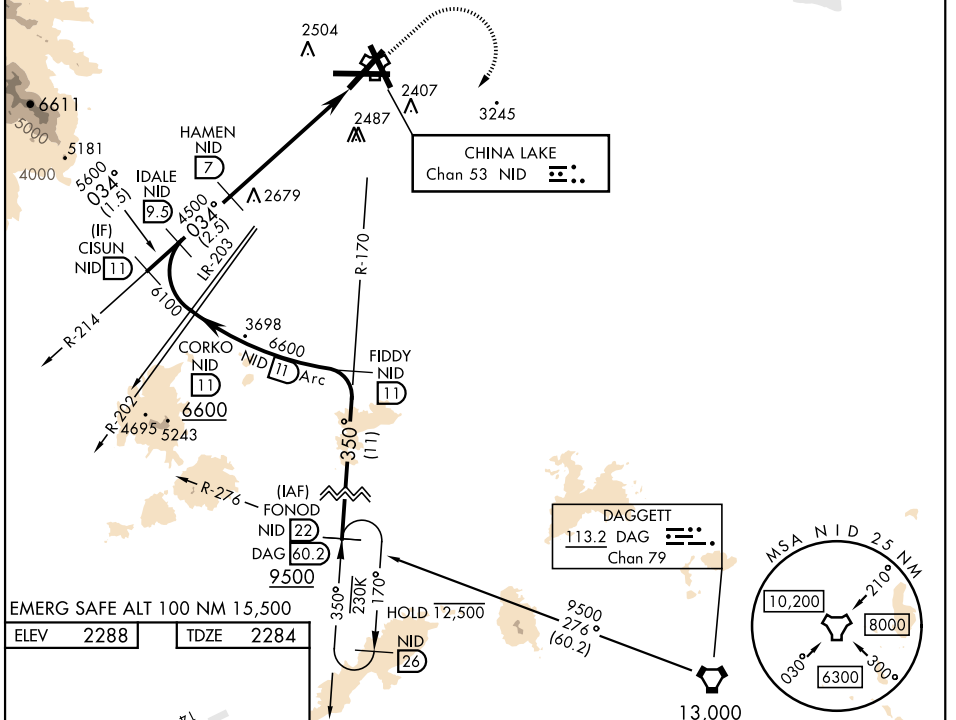 2504
6611
5000
5181
4000
HAMEN
NID
7
2487
2407
3245
CHINA LAKE
Chan 53 NID
5600
034°
(1.5)
IDALE
NID
9.5
4500
034°
(2.5)
2679
(IF)
CISUN
NID 11
LR-203
R-170
R-214
6100
3698
6600
NID 11 Arc
CORKO
NID
11
6600
FIDDY
NID
11
R-202
4695
5243
350°
(11)
R-276
(IAF)
FONOD
NID 22
DAG 60.2
9500
DAGGETT
113.2 DAG
Chan 79
350°
230K
170°
HOLD 12,500
NID
26
9500
276°
(60.2)
13,000
MSA NID 25 NM
210°
10,200
8000
030°
6300
300°
EMERG SAFE ALT 100 NM 15,500
ELEV 2288
TDZE 2284